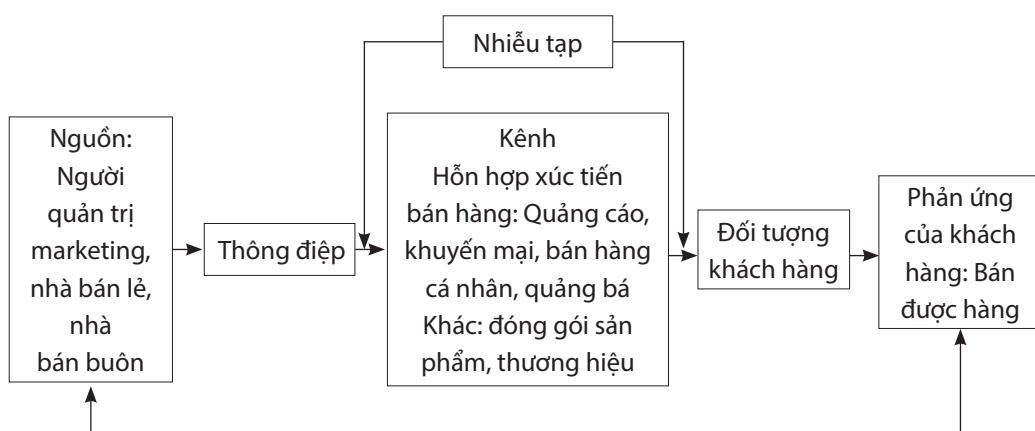 Nhiễu tạp
Nguồn:
Người
quản trị
marketing,
nhà bán lẻ,
nhà
bán buôn
Thông điệp
Kênh
Hỗn hợp xúc tiến
bán hàng: Quảng cáo,
khuyến mại, bán hàng
cá nhân, quảng bá
Khác: đóng gói sản
phẩm, thương hiệu
Đối tượng
khách hàng
Phản ứng
của khách
hàng: Bán
được hàng